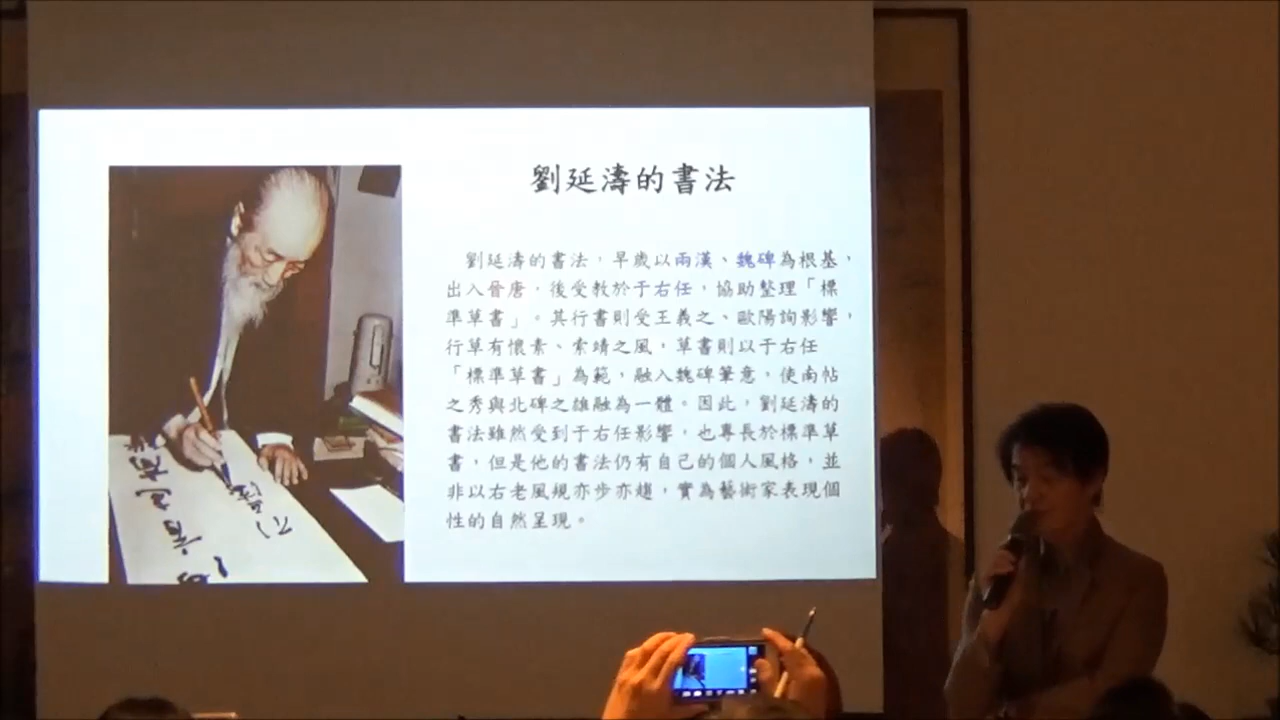 劉延濤的書法
劉延濤的書法，早歲以兩漢、魏碑為根基，
出入晉唐，後受教於于右任，協助整理「標
準草書」。其行書則受王羲之、歐陽詢影響，
行草有懷素、索靖之風，草書則以于右任
「標準草書」為範，融入魏碑筆意，使南帖
之秀與北碑之雄融為一體。因此，劉延濤的
書法雖然受到于右任影響，也專長於標準草
書，但是他的書法仍有自己的個人風格，並
非以右老風規亦步亦趨，實為藝術家表現個
性的自然呈現。